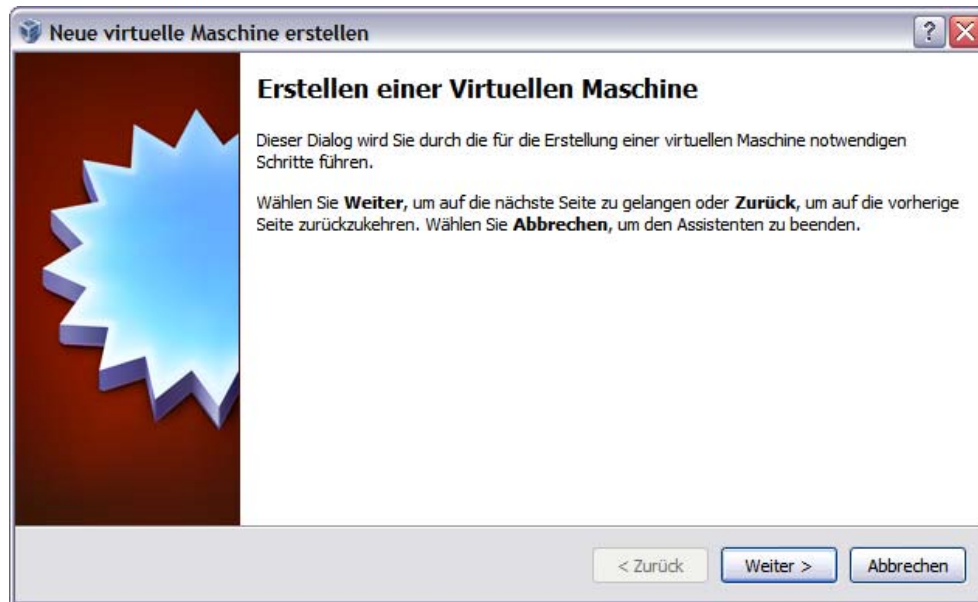 Neue virtuelle Maschine erstellen
?
Erstellen einer Virtuellen Maschine
Dieser Dialog wird Sie durch die für die Erstellung einer virtuellen Maschine notwendigen
Schritte führen.
Wählen Sie Weiter, um auf die nächste Seite zu gelangen oder Zurück, um auf die vorherige
Seite zurückzukehren. Wählen Sie Abbrechen, um den Assistenten zu beenden.
< Zurück Weiter > Abbrechen